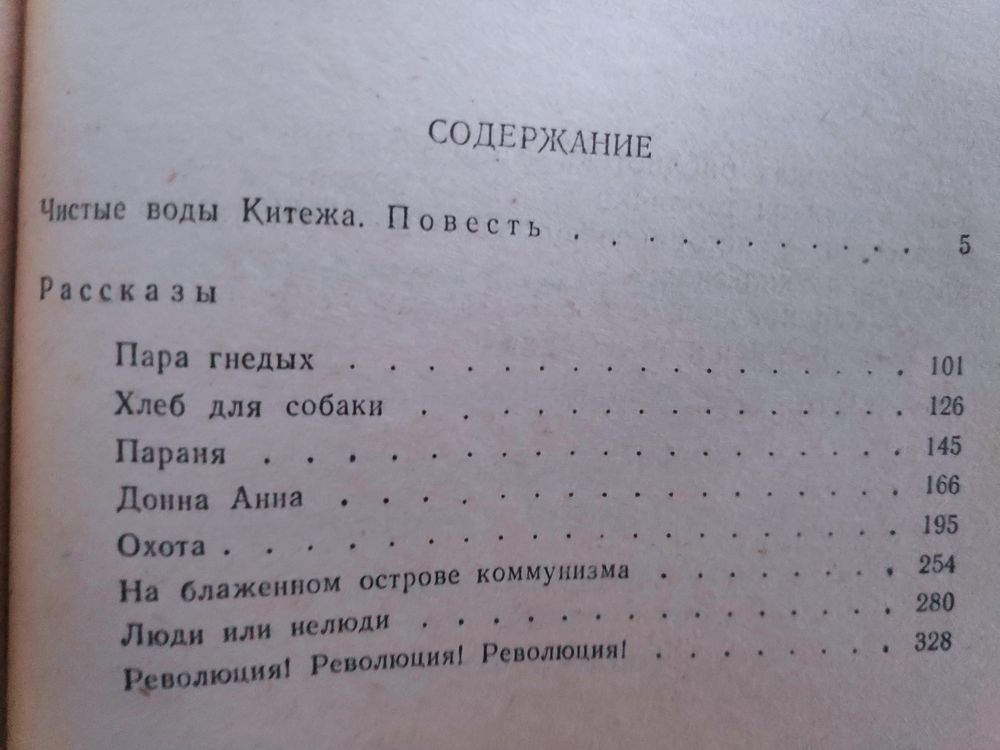 СОДЕРЖАНИЕ
Чистые воды Китежа. Повесть . . . . . . . . . . . 5
Рассказы
Пара гнедых . . . . . . . . . . . . . . . 101
Хлеб для собаки . . . . . . . . . . . . . 126
Параня . . . . . . . . . . . . . . . . . 145
Донна Анна . . . . . . . . . . . . . . . 166
Охота . . . . . . . . . . . . . . . . . . 195
На блаженном острове коммунизма . . . . . . . 254
Люди или нелюди . . . . . . . . . . . . . 280
Революция! Революция! Революция! . . . . . . . 328